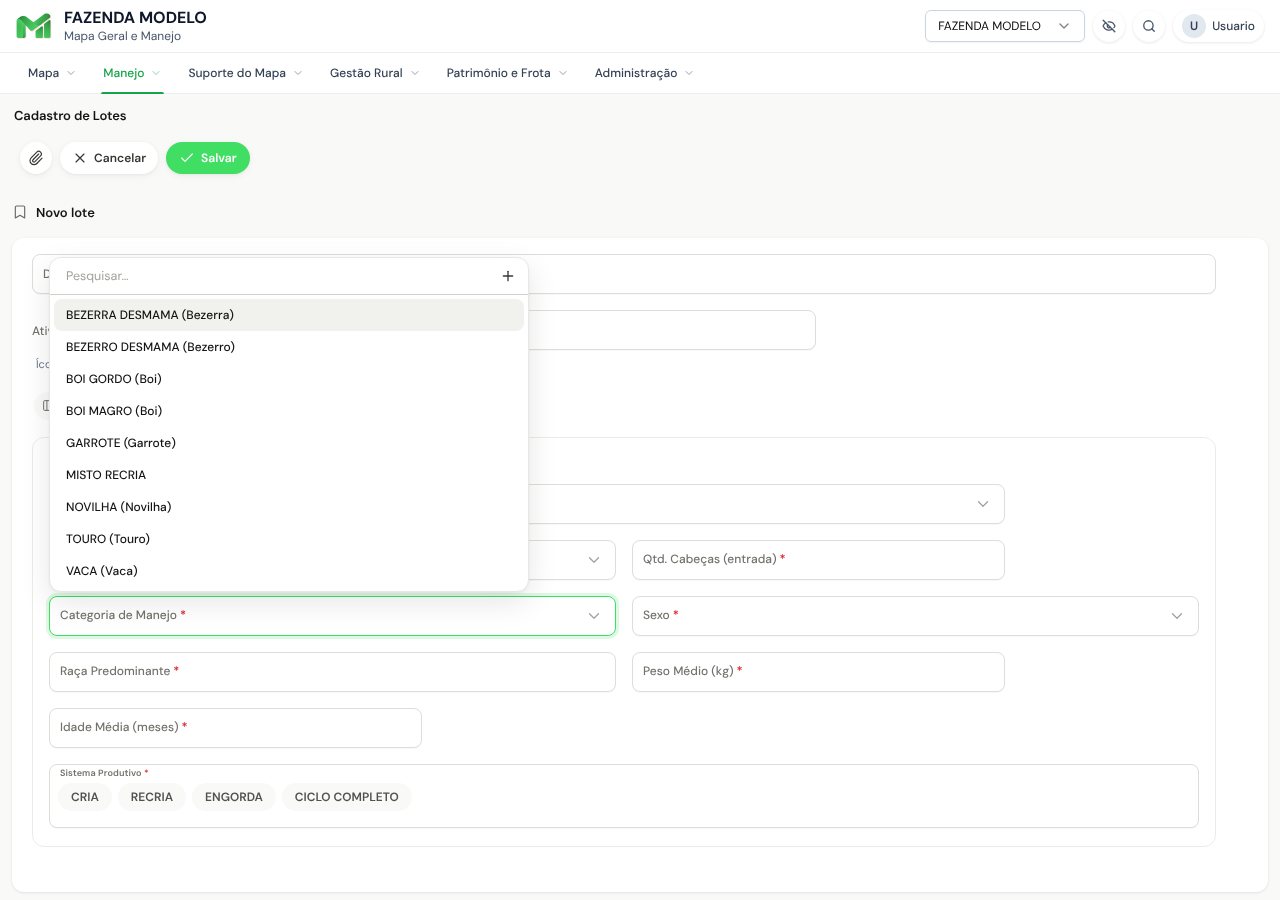 FAZENDA MODELO
Mapa Geral e Manejo
FAZENDA MODELO
U
Usuario
Mapa
Manejo
Suporte do Mapa
Gestão Rural
Patrimônio e Frota
Administração
Cadastro de Lotes
Cancelar
Salvar
Novo lote
Pesquisar...
BEZERRA DESMAMA (Bezerra)
BEZERRO DESMAMA (Bezerro)
BOI GORDO (Boi)
BOI MAGRO (Boi)
GARROTE (Garrote)
MISTO RECRIA
NOVILHA (Novilha)
TOURO (Touro)
VACA (Vaca)
Qtd. Cabeças (entrada) *
Categoria de Manejo *
Sexo *
Raça Predominante *
Peso Médio (kg) *
Idade Média (meses) *
Sistema Produtivo *
CRIA
RECRIA
ENGORDA
CICLO COMPLETO